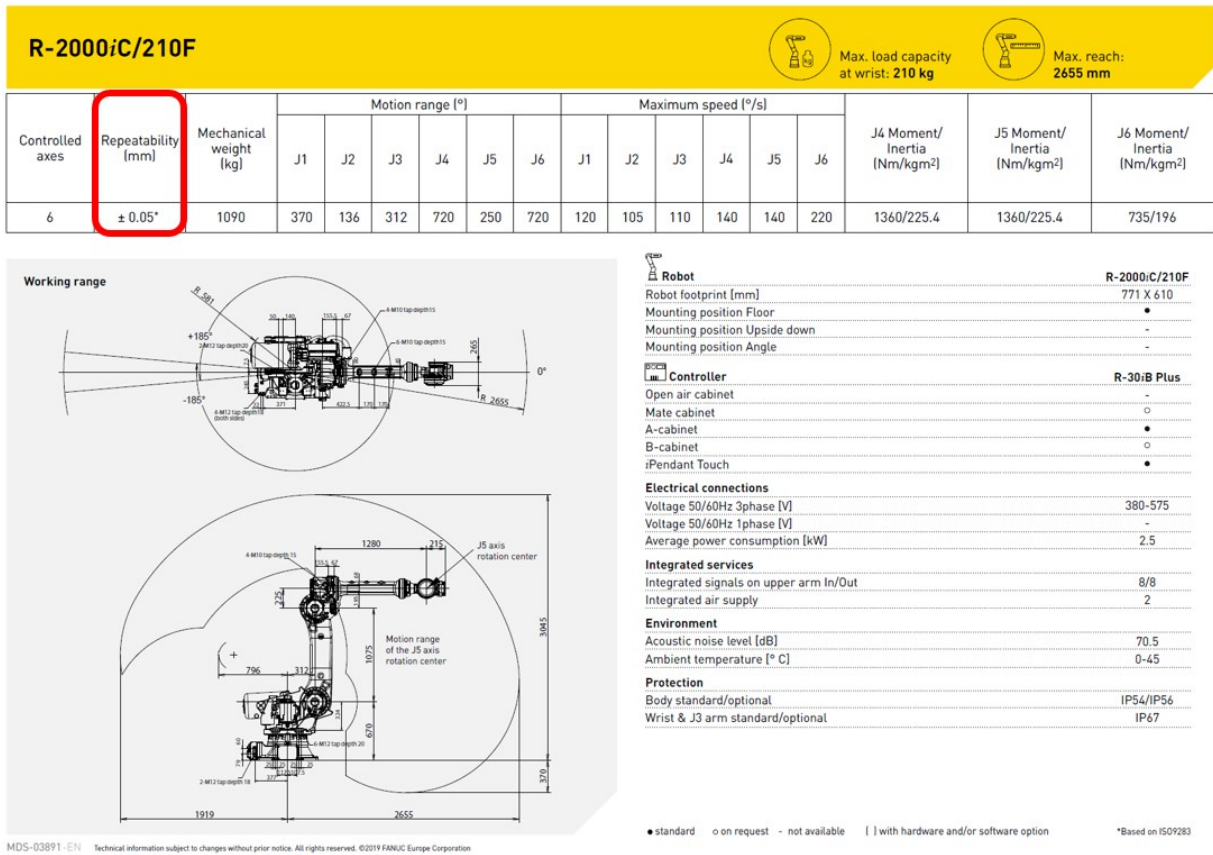 R-2000iC/210F
Max. load capacity
at wrist: 210 kg
Max. reach:
2655 mm
Motion range (°)
Maximum speed (°/s)
Controlled
axes
Repeatability
(mm)
Mechanical
weight
(kg)
J1 J2 J3 J4 J5 J6 J1 J2 J3 J4 J5 J6
J4 Moment/
Inertia
(Nm/kgm²)
J5 Moment/
Inertia
(Nm/kgm²)
J6 Moment/
Inertia
(Nm/kgm²)
6 ± 0.05* 1090 370 136 312 720 250 720 120 105 110 140 140 220 1360/225.4 1360/225.4 735/196
Working range
R 581
50 140 155.5 67
4-M10 tap depth15
+185°
2-M12 tap depth20
6-M10 tap depth15
265
0°
-185°
371
422.5 170 170
R 2655
4-M12 tap depth18
(both sides)
1280 215
J5 axis
rotation center
4-M10 tap depth 15
155.5 67
225
3045
Motion range
of the J5 axis
rotation center
1075
796 312
670
6-M12 tap depth 20
377
2-M12 tap depth 18
370
1919 2655
Robot R-2000iC/210F
Robot footprint [mm] 771 X 610
Mounting position Floor ●
Mounting position Upside down -
Mounting position Angle -
Controller R-30iB Plus
Open air cabinet -
Mate cabinet ○
A-cabinet ●
B-cabinet ○
iPendant Touch ●
Electrical connections
Voltage 50/60Hz 3phase [V] 380-575
Voltage 50/60Hz 1phase [V] -
Average power consumption [kW] 2.5
Integrated services
Integrated signals on upper arm In/Out 8/8
Integrated air supply 2
Environment
Acoustic noise level [dB] 70.5
Ambient temperature [° C] 0-45
Protection
Body standard/optional IP54/IP56
Wrist & J3 arm standard/optional IP67
● standard ○ on request - not available ( ) with hardware and/or software option *Based on ISO9283
MDS-03891-EN Technical information subject to changes without prior notice. All rights reserved. ©2019 FANUC Europe Corporation